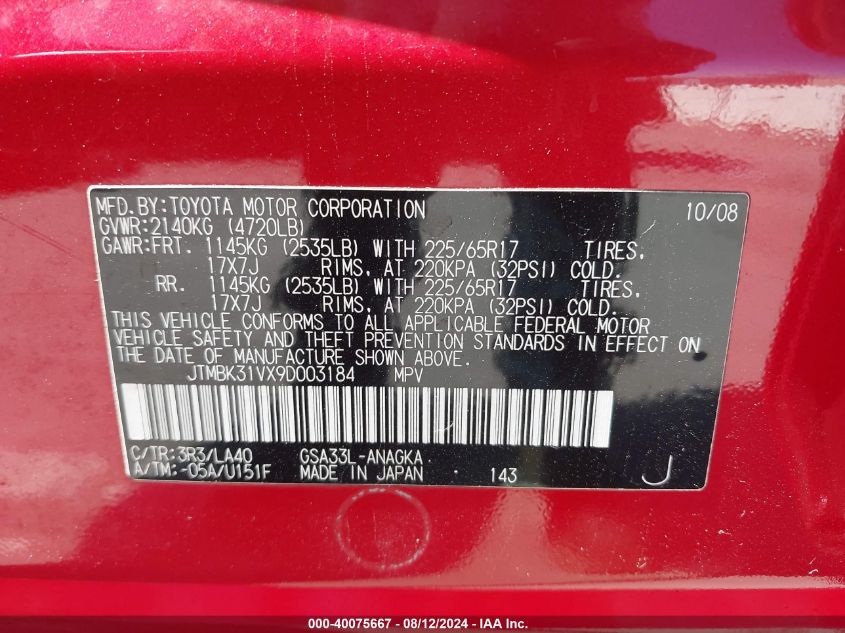 MFD.BY:TOYOTA MOTOR CORPORATION 10/08
GVWR:2140KG (4720LB)
GAWR:FRT. 1145KG (2535LB) WITH 225/65R17 TIRES,
17X7J RIMS, AT 220KPA (32PSI) COLD.
RR. 1145KG (2535LB) WITH 225/65R17 TIRES,
17X7J RIMS, AT 220KPA (32PSI) COLD.
THIS VEHICLE CONFORMS TO ALL APPLICABLE FEDERAL MOTOR
VEHICLE SAFETY AND THEFT PREVENTION STANDARDS IN EFFECT ON
THE DATE OF MANUFACTURE SHOWN ABOVE.
JTMBK31VX9D003184 MPV
C/TR:3R3/LA40 GSA33L-ANAGKA
A/TM:-05A/U151F MADE IN JAPAN 143 J
000-40075667 - 08/12/2024 - IAA Inc.